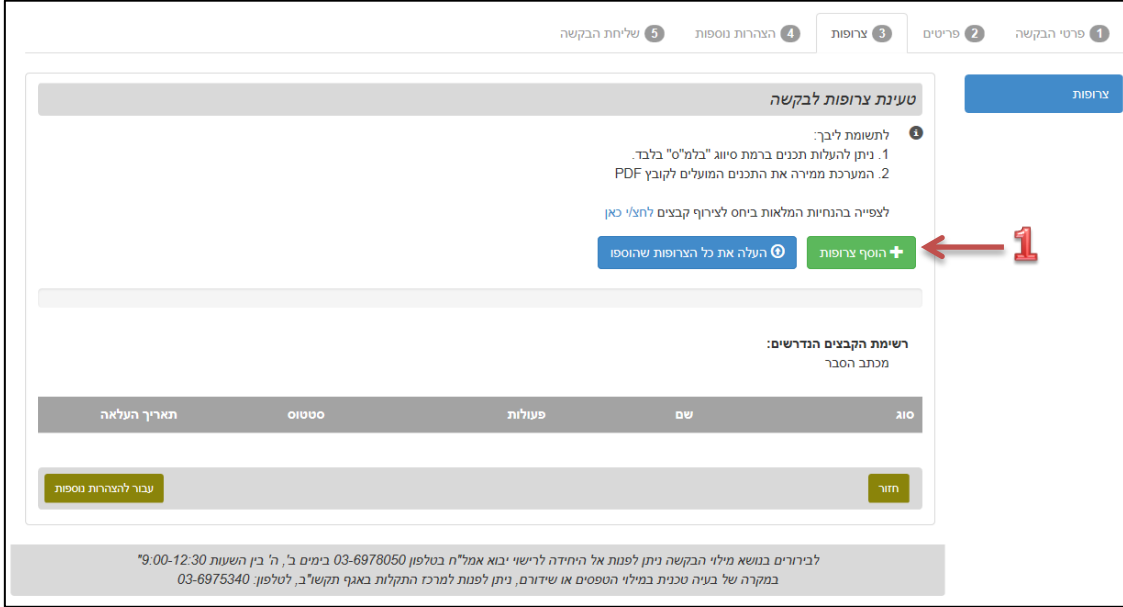 1 פרטי הבקשה 2 פריטים 3 צרופות 4 הצהרות נוספות 5 שליחת הבקשה
צרופות
טעינת צרופות לבקשה
לתשומת ליבך:
1. ניתן להעלות תכנים ברמת סיווג "בלמ"ס" בלבד.
2. המערכת ממירה את התכנים המועלים לקובץ PDF
לצפייה בהנחיות המלאות ביחס לצירוף קבצים לחצ/י כאן
הוסף צרופות העלה את כל הצרופות שהוספו
1
רשימת הקבצים הנדרשים:
מכתב הסבר
סוג שם פעולות סטטוס תאריך העלאה
חזור עבור להצהרות נוספות
לבירורים בנושא מילוי הבקשה ניתן לפנות אל היחידה לרישוי יבוא אמל"ח בטלפון 03-6978050 בימים ב', ה' בין השעות 9:00-12:30"
במקרה של בעיה טכנית במילוי הטפסים או שידורם, ניתן לפנות למרכז התקלות באגף תקשו"ב, לטלפון: 03-6975340